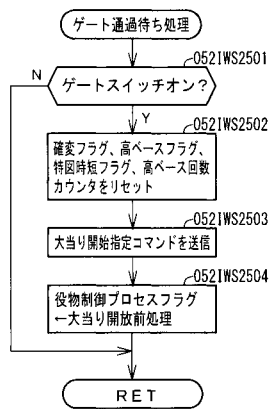 ゲート通過待ち処理
052IWS2501
N
ゲートスイッチオン?
Y
052IWS2502
確変フラグ、高ベースフラグ、
特図時短フラグ、高ベース回数
カウンタをリセット
052IWS2503
大当り開始指定コマンドを送信
052IWS2504
役物制御プロセスフラグ
←大当り開放前処理
RET